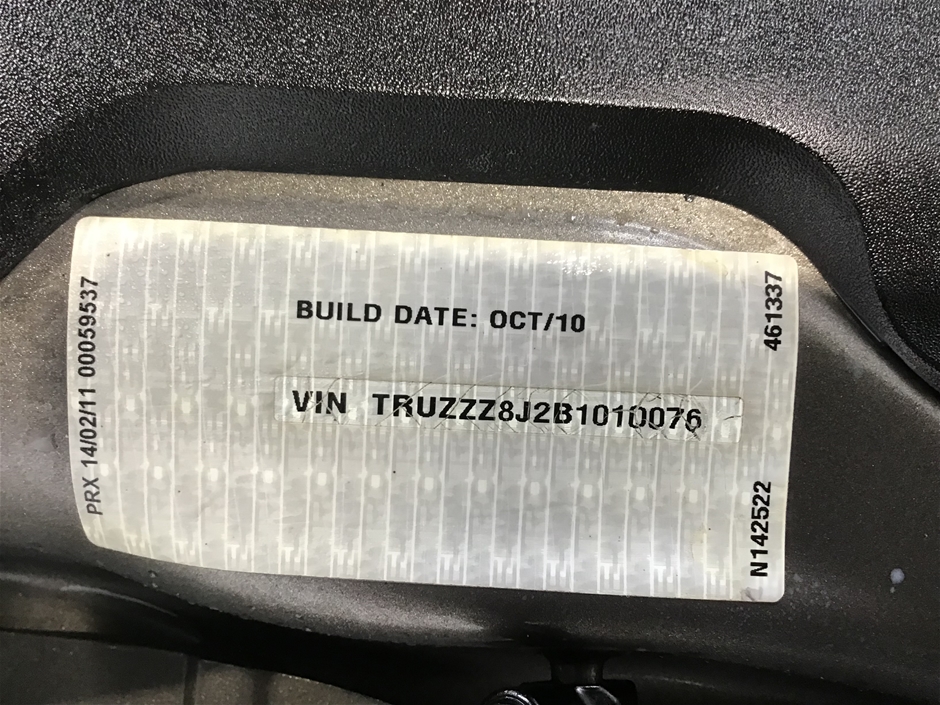 BUILD DATE: OCT/10
VIN TRUZZZ8J2B1010076
PRX 14/02/11 00059537
461337
N142522